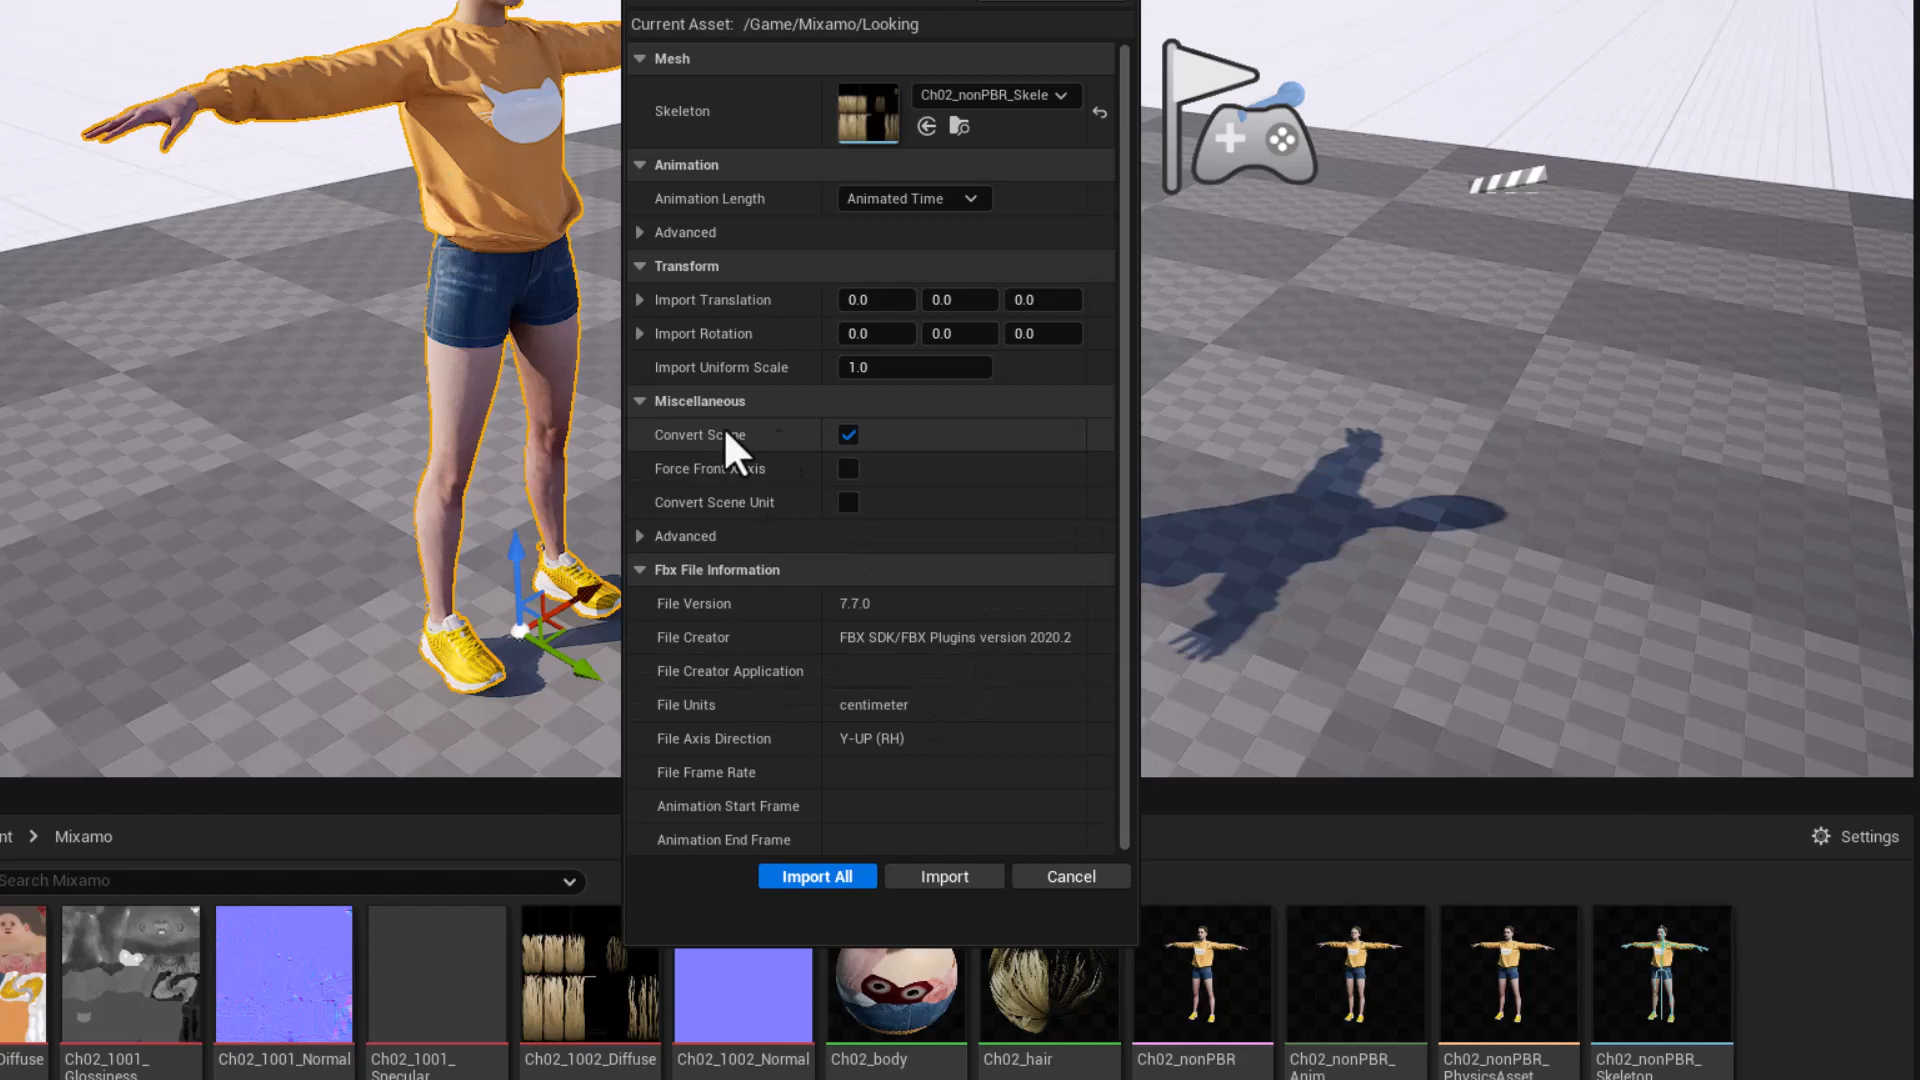 Current Asset: /Game/Mixamo/Looking
Mesh
Skeleton
Ch02_nonPBR_Skele
Animation
Animation Length
Animated Time
Advanced
Transform
Import Translation
0.0 0.0 0.0
Import Rotation
0.0 0.0 0.0
Import Uniform Scale
1.0
Miscellaneous
Convert Scene
Force Front
Convert Scene Unit
Advanced
Fbx File Information
File Version 7.7.0
File Creator FBX SDK/FBX Plugins version 2020.2
File Creator Application
File Units centimeter
File Axis Direction Y-UP (RH)
File Frame Rate
Animation Start Frame
Animation End Frame
Import All Import Cancel
nt > Mixamo
Settings
Search Mixamo
Diffuse
Ch02_1001_
Glossiness
Ch02_1001_Normal
Ch02_1001_
Specular
Ch02_1002_Diffuse
Ch02_1002_Normal
Ch02_body
Ch02_hair
Ch02_nonPBR
Ch02_nonPBR_
Anim
Ch02_nonPBR_
PhysicsAsset
Ch02_nonPBR_
Skeleton